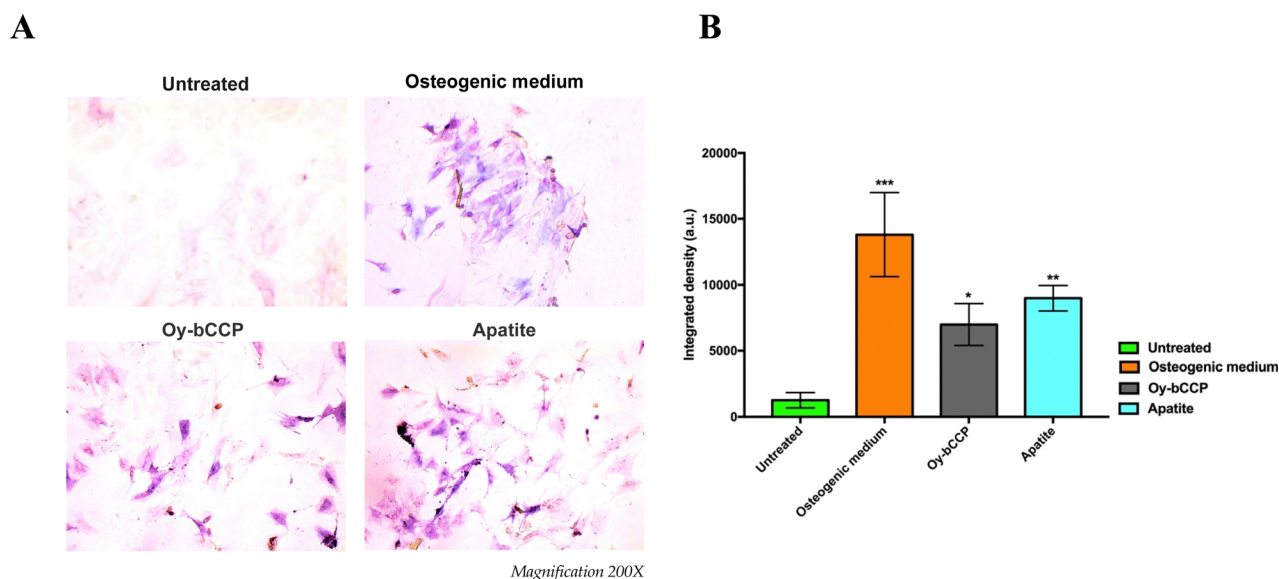 A
B
Untreated
Osteogenic medium
Oy-bCCP
Apatite
Magnification 200X
Integrated density (a.u.)
20000
15000
10000
5000
0
***
*
**
Untreated
Osteogenic medium
Oy-bCCP
Apatite
Untreated
Osteogenic medium
Oy-bCCP
Apatite